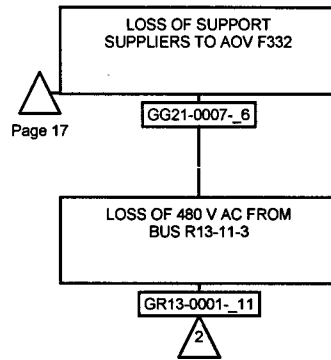 LOSS OF SUPPORT
SUPPLIERS TO AOV F332
Page 17
GG21-0007-_6
LOSS OF 480 V AC FROM
BUS R13-11-3
GR13-0001-_11
2